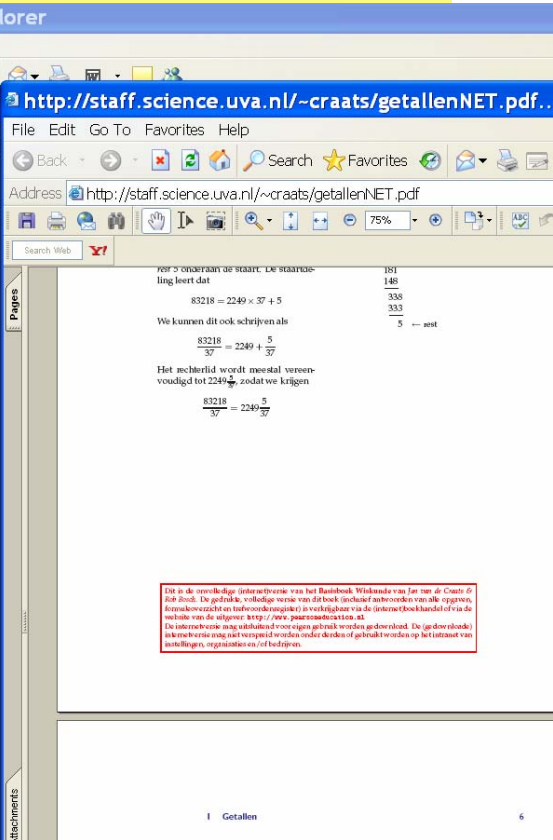 lorer
http://staff.science.uva.nl/~craats/getallenNET.pdf...
File Edit Go To Favorites Help
Back Search Favorites
Address http://staff.science.uva.nl/~craats/getallenNET.pdf
75%
Search Web Y!
Pages
rest 5 onderaan de staart. De staartde-
ling leert dat
83218 = 2249 × 37 + 5
We kunnen dit ook schrijven als
83218/37 = 2249 + 5/37
Het rechterlid wordt meestal vereen-
voudigd tot 2249 5/37, zodat we krijgen
83218/37 = 2249 5/37
181
148
338
333
5 ← rest
Dit is de onvolledige (internet)versie van het Basisboek Wiskunde van Jan van de Craats &
Rob Bosch. De gedrukte, volledige versie van dit boek (inclusief antwoorden van alle opgaven,
formuleoverzicht en trefwoordenregister) is verkrijgbaar via de (internet)boekhandel of via de
website van de uitgever: http://www.pearsoneducation.nl
De internetversie mag uitsluitend voor eigen gebruik worden gedownload. De (gedownloade)
internetversie mag niet verspreid worden onder derden of gebruikt worden op het intranet van
instellingen, organisaties en/of bedrijven.
I Getallen 6
ttachments